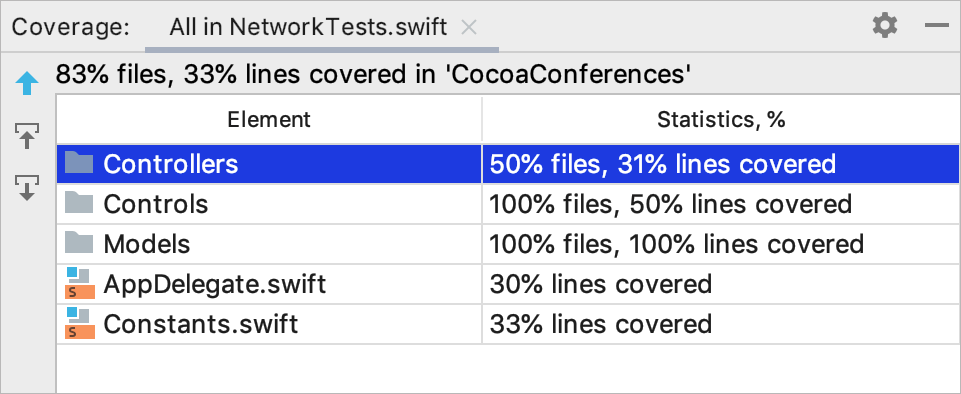 Coverage: All in NetworkTests.swift
83% files, 33% lines covered in 'CocoaConferences'
Element Statistics, %
Controllers 50% files, 31% lines covered
Controls 100% files, 50% lines covered
Models 100% files, 100% lines covered
S AppDelegate.swift 30% lines covered
S Constants.swift 33% lines covered